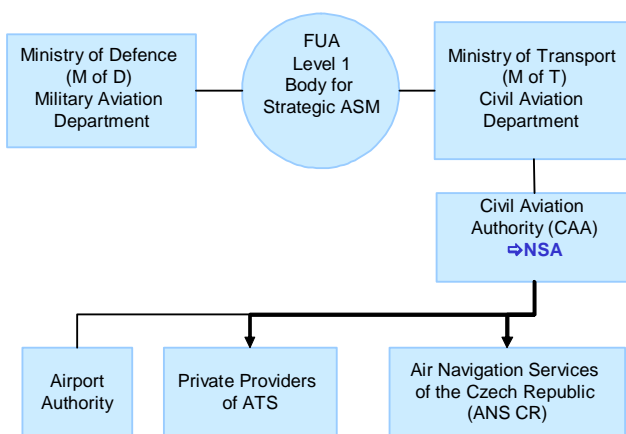 Ministry of Defence
(M of D)
Military Aviation
Department
FUA
Level 1
Body for
Strategic ASM
Ministry of Transport
(M of T)
Civil Aviation
Department
Civil Aviation
Authority (CAA)
⇨NSA
Airport
Authority
Private Providers
of ATS
Air Navigation Services
of the Czech Republic
(ANS CR)